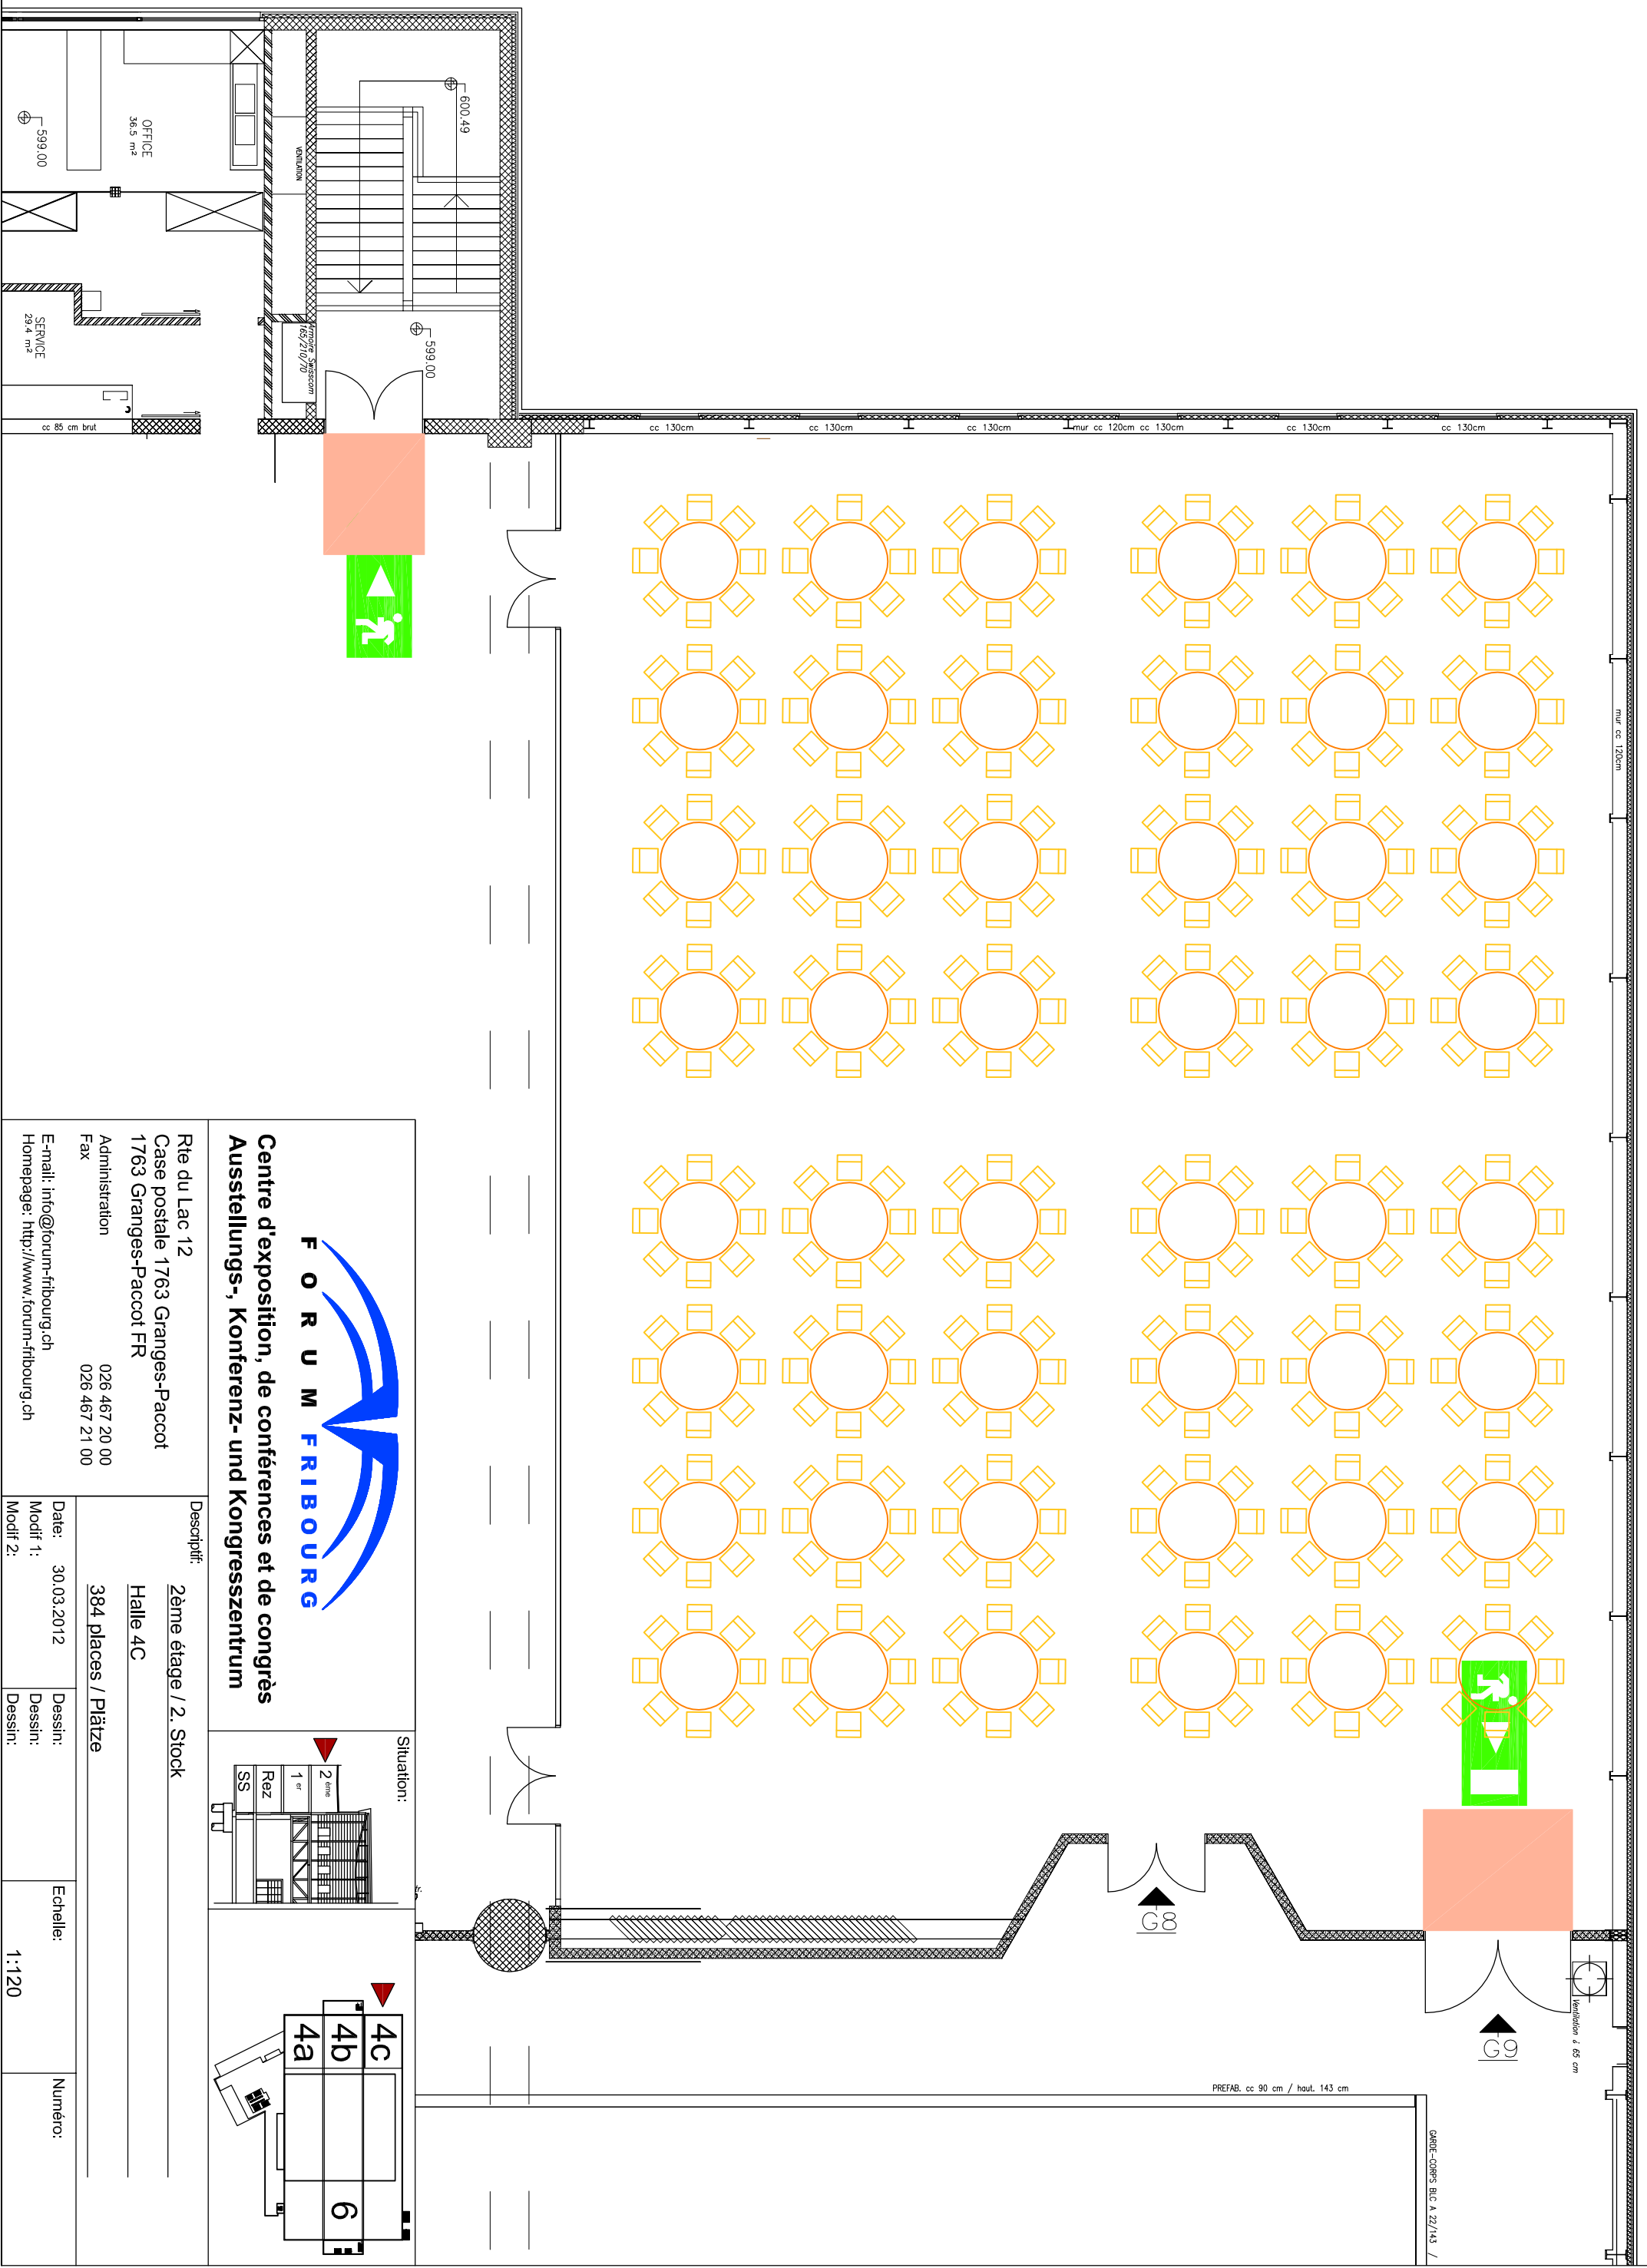 600.49
OFFICE
36.5 m²
599.00
VENTILATION
SERVICE
29.4 m²
Armoire Swisscom
165/210/70
599.00
cc 85 cm brut
cc 130cm
cc 130cm
cc 130cm
mur cc 120cm cc 130cm
cc 130cm
cc 130cm
mur cc 120cm
G8
G9
Ventilation à 65 cm
PREFAB. cc 90 cm / haut. 143 cm
GARDE-CORPS BLC A 22/143 /
FORUM FRIBOURG
Centre d'exposition, de conférences et de congrès
Ausstellungs-, Konferenz- und Kongresszentrum
Rte du Lac 12
Case postale 1763 Granges-Paccot
1763 Granges-Paccot FR
Administration 026 467 20 00
Fax 026 467 21 00
E-mail: info@forum-fribourg.ch
Homepage: http://www.forum-fribourg.ch
Situation:
2 ème
1 er
Rez
SS
4c
4b
4a
6
Descriptif:
2ème étage / 2. Stock
Halle 4C
384 places / Plätze
Date: 30.03.2012
Modif 1:
Modif 2:
Dessin:
Dessin:
Dessin:
Echelle:
1:120
Numéro: